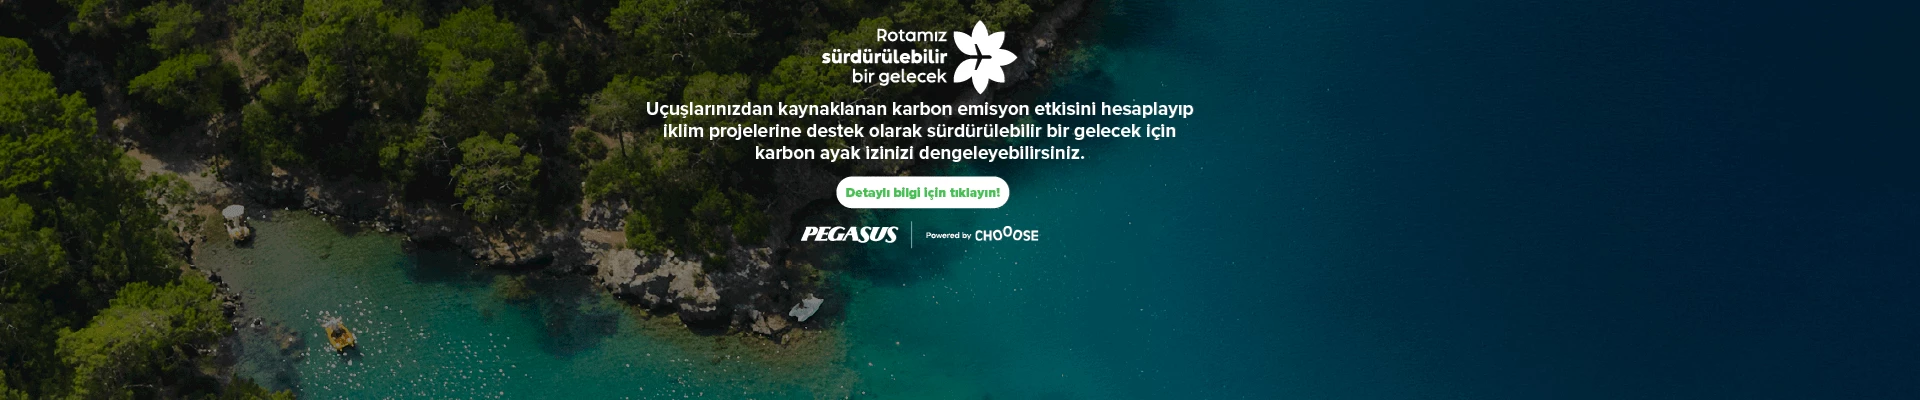 Rotamız
sürdürülebilir
bir gelecek
Uçuşlarınızdan kaynaklanan karbon emisyon etkisini hesaplayıp
iklim projelerine destek olarak sürdürülebilir bir gelecek için
karbon ayak izinizi dengeleyebilirsiniz.
Detaylı bilgi için tıklayın!
PEGASUS Powered by CHOOOSE